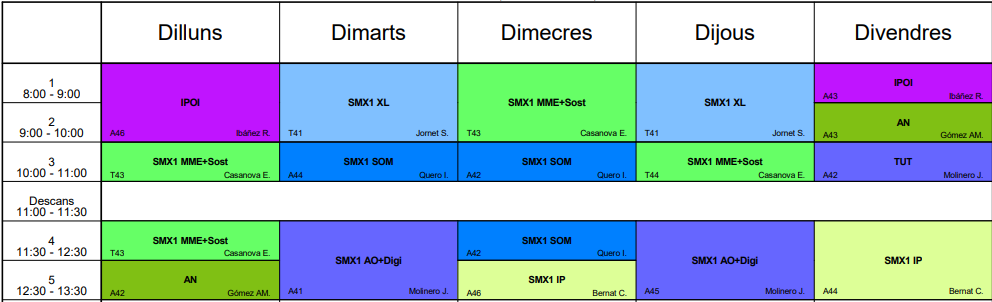 Dilluns Dimarts Dimecres Dijous Divendres
1
8:00 - 9:00
IPOI
A46 Ibáñez R.
SMX1 XL
T41 Jornet S.
SMX1 MME+Sost
T43 Casanova E.
SMX1 XL
T41 Jornet S.
IPOI
A43 Ibáñez R.
2
9:00 - 10:00
AN
A43 Gómez AM.
3
10:00 - 11:00
SMX1 MME+Sost
T43 Casanova E.
SMX1 SOM
A44 Quero I.
SMX1 SOM
A42 Quero I.
SMX1 MME+Sost
T44 Casanova E.
TUT
A42 Molinero J.
Descans
11:00 - 11:30
4
11:30 - 12:30
SMX1 MME+Sost
T43 Casanova E.
SMX1 AO+Digi
A41 Molinero J.
SMX1 SOM
A42 Quero I.
SMX1 AO+Digi
A45 Molinero J.
SMX1 IP
A44 Bernat C.
5
12:30 - 13:30
AN
A42 Gómez AM.
SMX1 IP
A46 Bernat C.